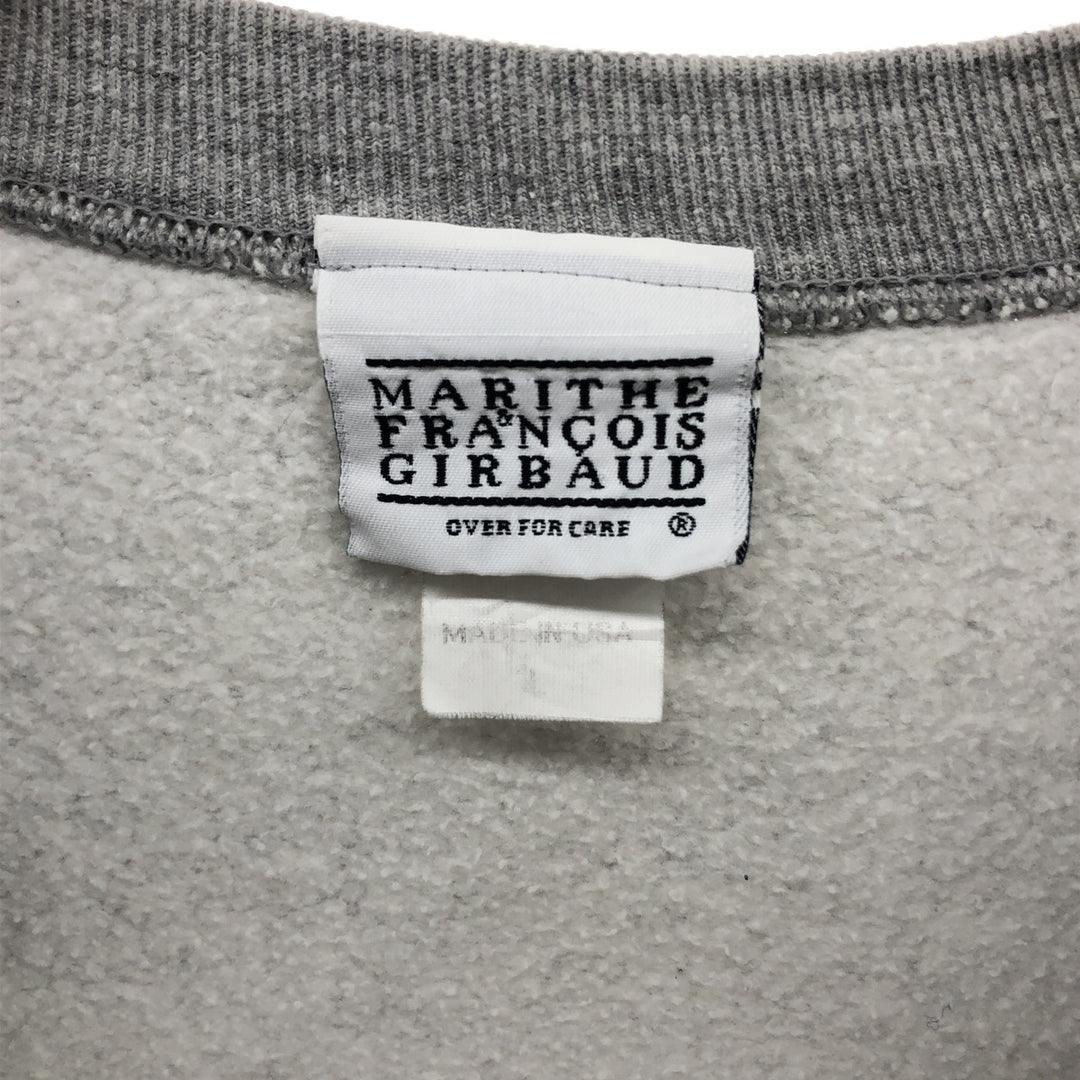 MARITHE
&
FRANÇOIS
GIRBAUD
OVER FOR CARE ®
MADE IN USA